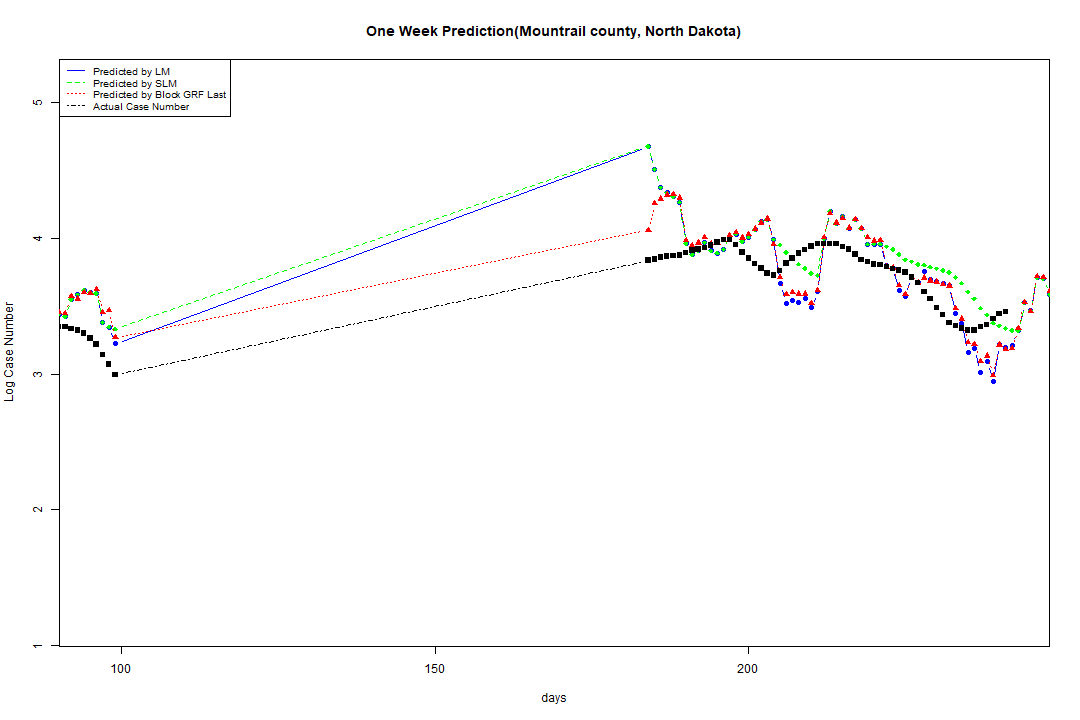 One Week Prediction(Mountrail county, North Dakota)
Predicted by LM
Predicted by SLM
Predicted by Block GRF Last
Actual Case Number
5
4
3
2
1
Log Case Number
100 150 200
days